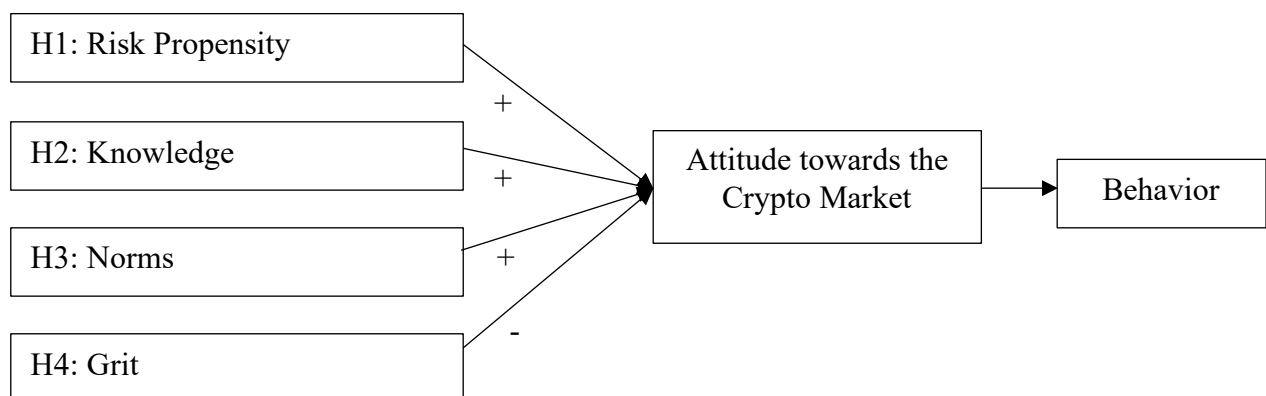 H1: Risk Propensity
+
H2: Knowledge
+
H3: Norms
+
H4: Grit
-
Attitude towards the
Crypto Market
Behavior